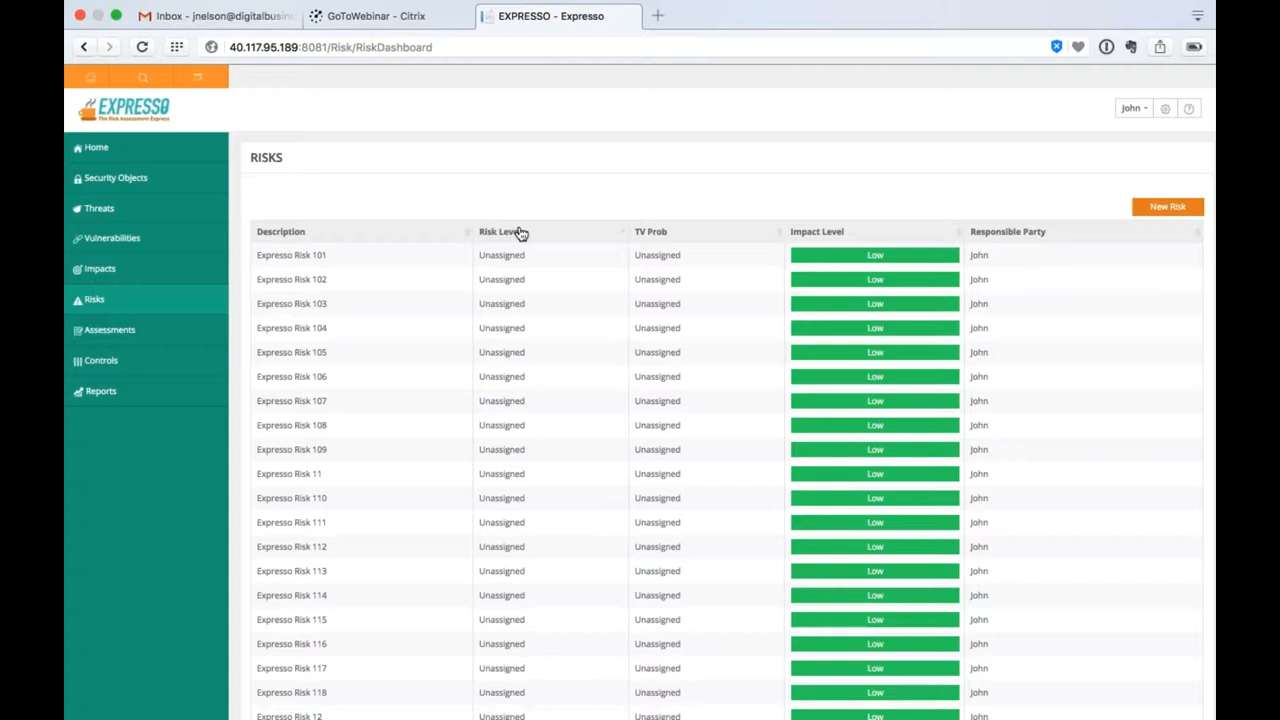 Inbox - jnelson@digitalbusin
GoToWebinar - Citrix
EXPRESSO - Expresso
40.117.95.189:8081/Risk/RiskDashboard
EXPRESSO
The Risk Assessment Express
John
Home
Security Objects
Threats
Vulnerabilities
Impacts
Risks
Assessments
Controls
Reports
RISKS
New Risk
Description Risk Level TV Prob Impact Level Responsible Party
Expresso Risk 101 Unassigned Unassigned Low John
Expresso Risk 102 Unassigned Unassigned Low John
Expresso Risk 103 Unassigned Unassigned Low John
Expresso Risk 104 Unassigned Unassigned Low John
Expresso Risk 105 Unassigned Unassigned Low John
Expresso Risk 106 Unassigned Unassigned Low John
Expresso Risk 107 Unassigned Unassigned Low John
Expresso Risk 108 Unassigned Unassigned Low John
Expresso Risk 109 Unassigned Unassigned Low John
Expresso Risk 11 Unassigned Unassigned Low John
Expresso Risk 110 Unassigned Unassigned Low John
Expresso Risk 111 Unassigned Unassigned Low John
Expresso Risk 112 Unassigned Unassigned Low John
Expresso Risk 113 Unassigned Unassigned Low John
Expresso Risk 114 Unassigned Unassigned Low John
Expresso Risk 115 Unassigned Unassigned Low John
Expresso Risk 116 Unassigned Unassigned Low John
Expresso Risk 117 Unassigned Unassigned Low John
Expresso Risk 118 Unassigned Unassigned Low John
Expresso Risk 12 Unassigned Unassigned Low John